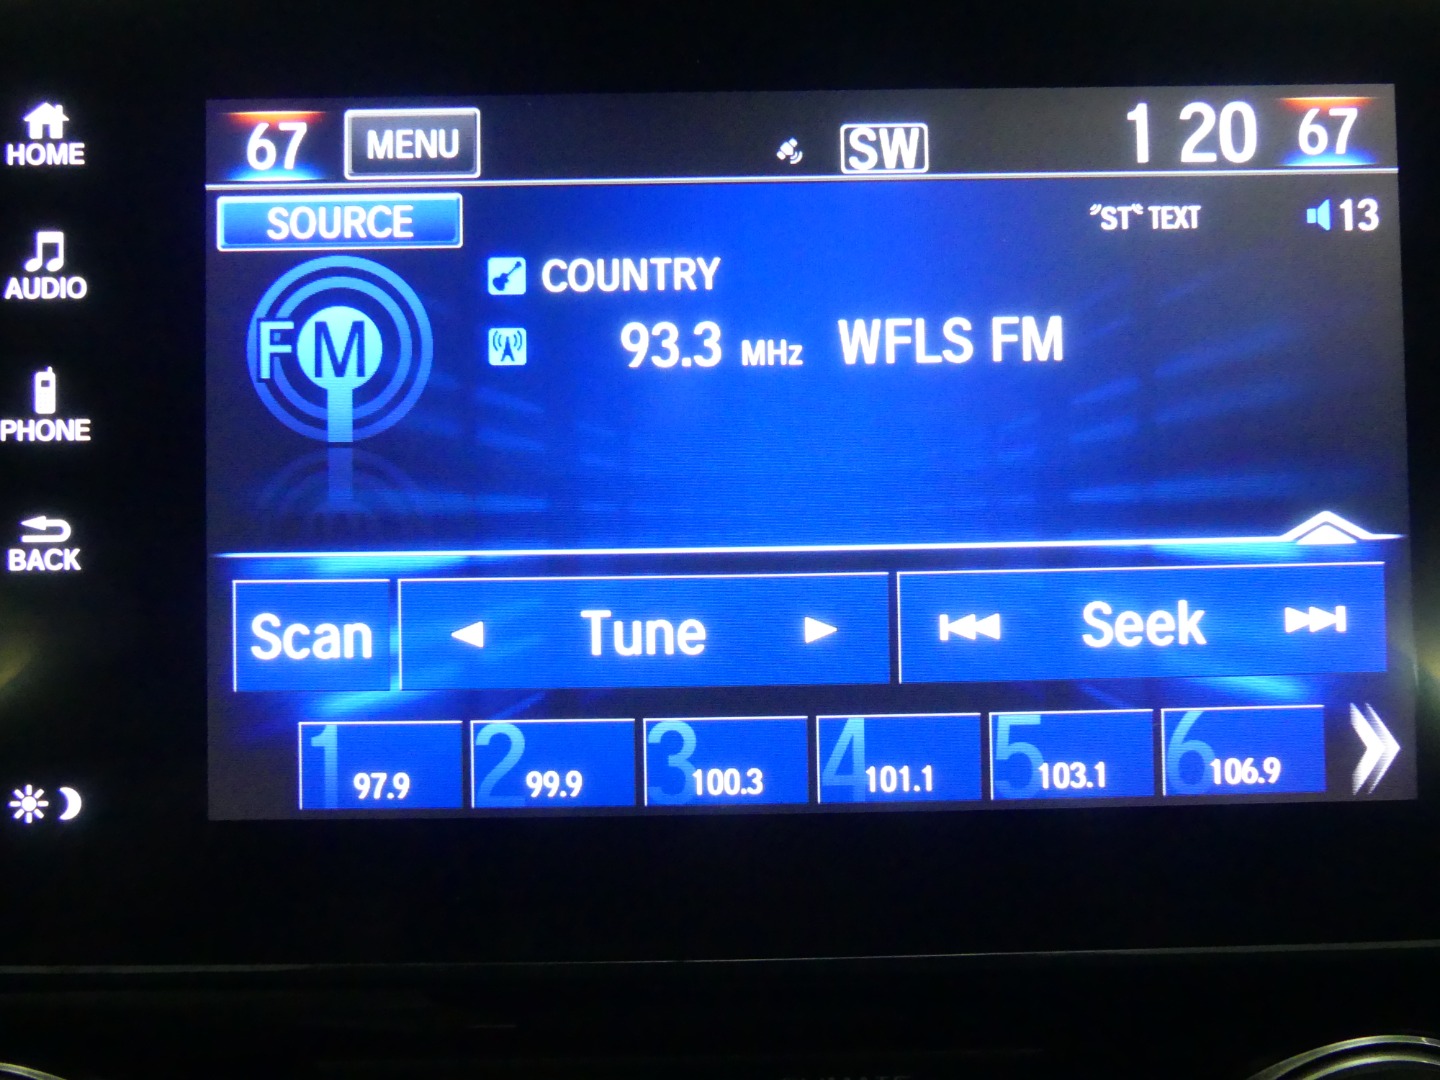 HOME
AUDIO
PHONE
BACK
67 MENU SW 1 20 67
SOURCE "ST" TEXT 13
FM
COUNTRY
93.3 MHz WFLS FM
Scan Tune Seek
1 97.9 2 99.9 3 100.3 4 101.1 5 103.1 6 106.9